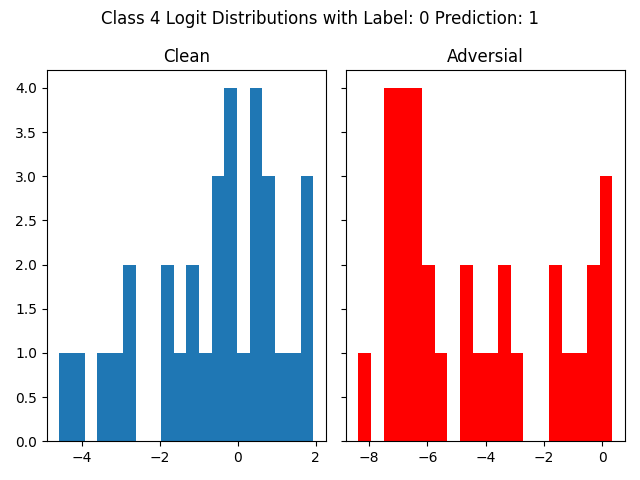 Class 4 Logit Distributions with Label: 0 Prediction: 1
Clean
Adversial
4.0
3.5
3.0
2.5
2.0
1.5
1.0
0.5
0.0
−4 −2 0 2
−8 −6 −4 −2 0